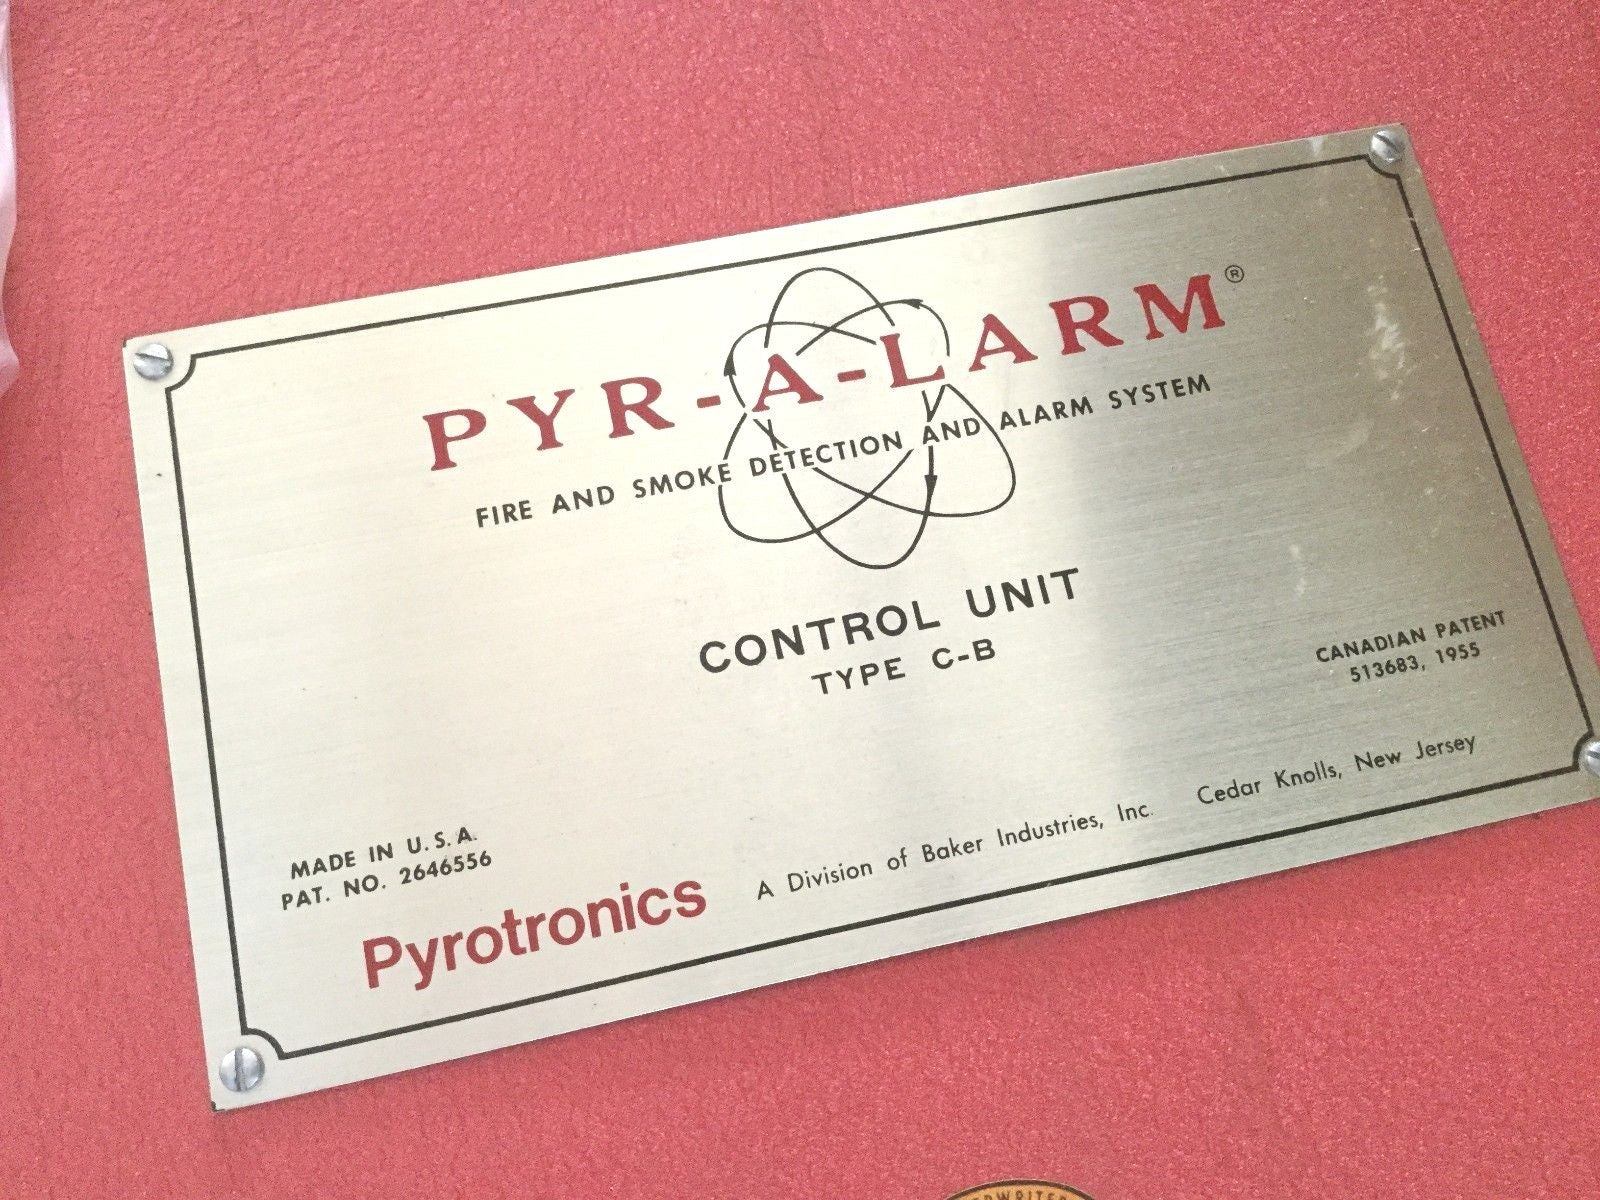 PYR-A-LARM®
FIRE AND SMOKE DETECTION AND ALARM SYSTEM
CONTROL UNIT
TYPE C-B
CANADIAN PATENT
513683, 1955
MADE IN U.S.A.
PAT. NO. 2646556
Pyrotronics A Division of Baker Industries, Inc. Cedar Knolls, New Jersey